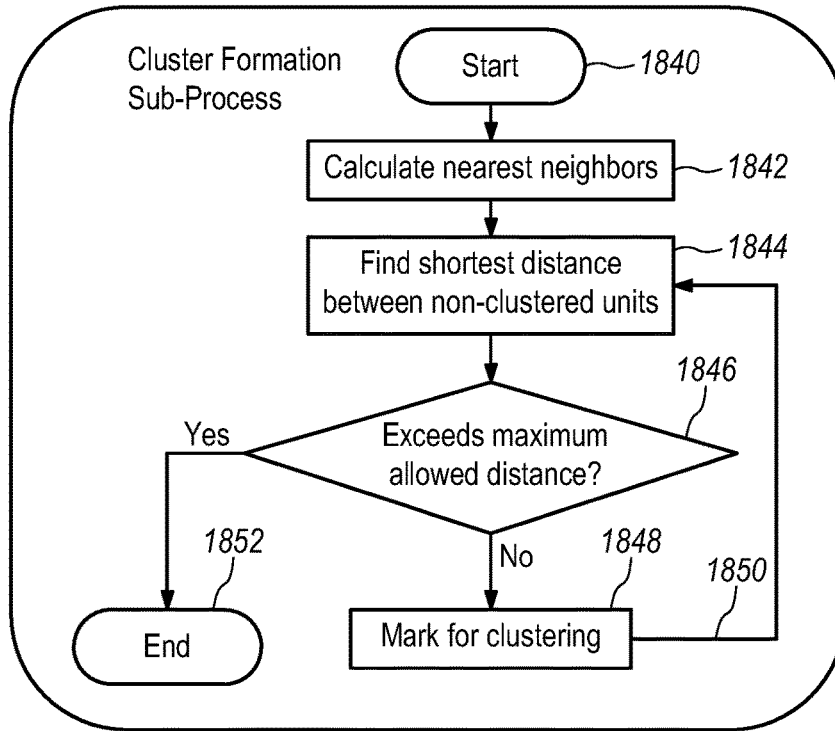 Cluster Formation
Sub-Process
Start
1840
Calculate nearest neighbors
1842
Find shortest distance
between non-clustered units
1844
Exceeds maximum
allowed distance?
1846
Yes
No
1852
End
1848
Mark for clustering
1850